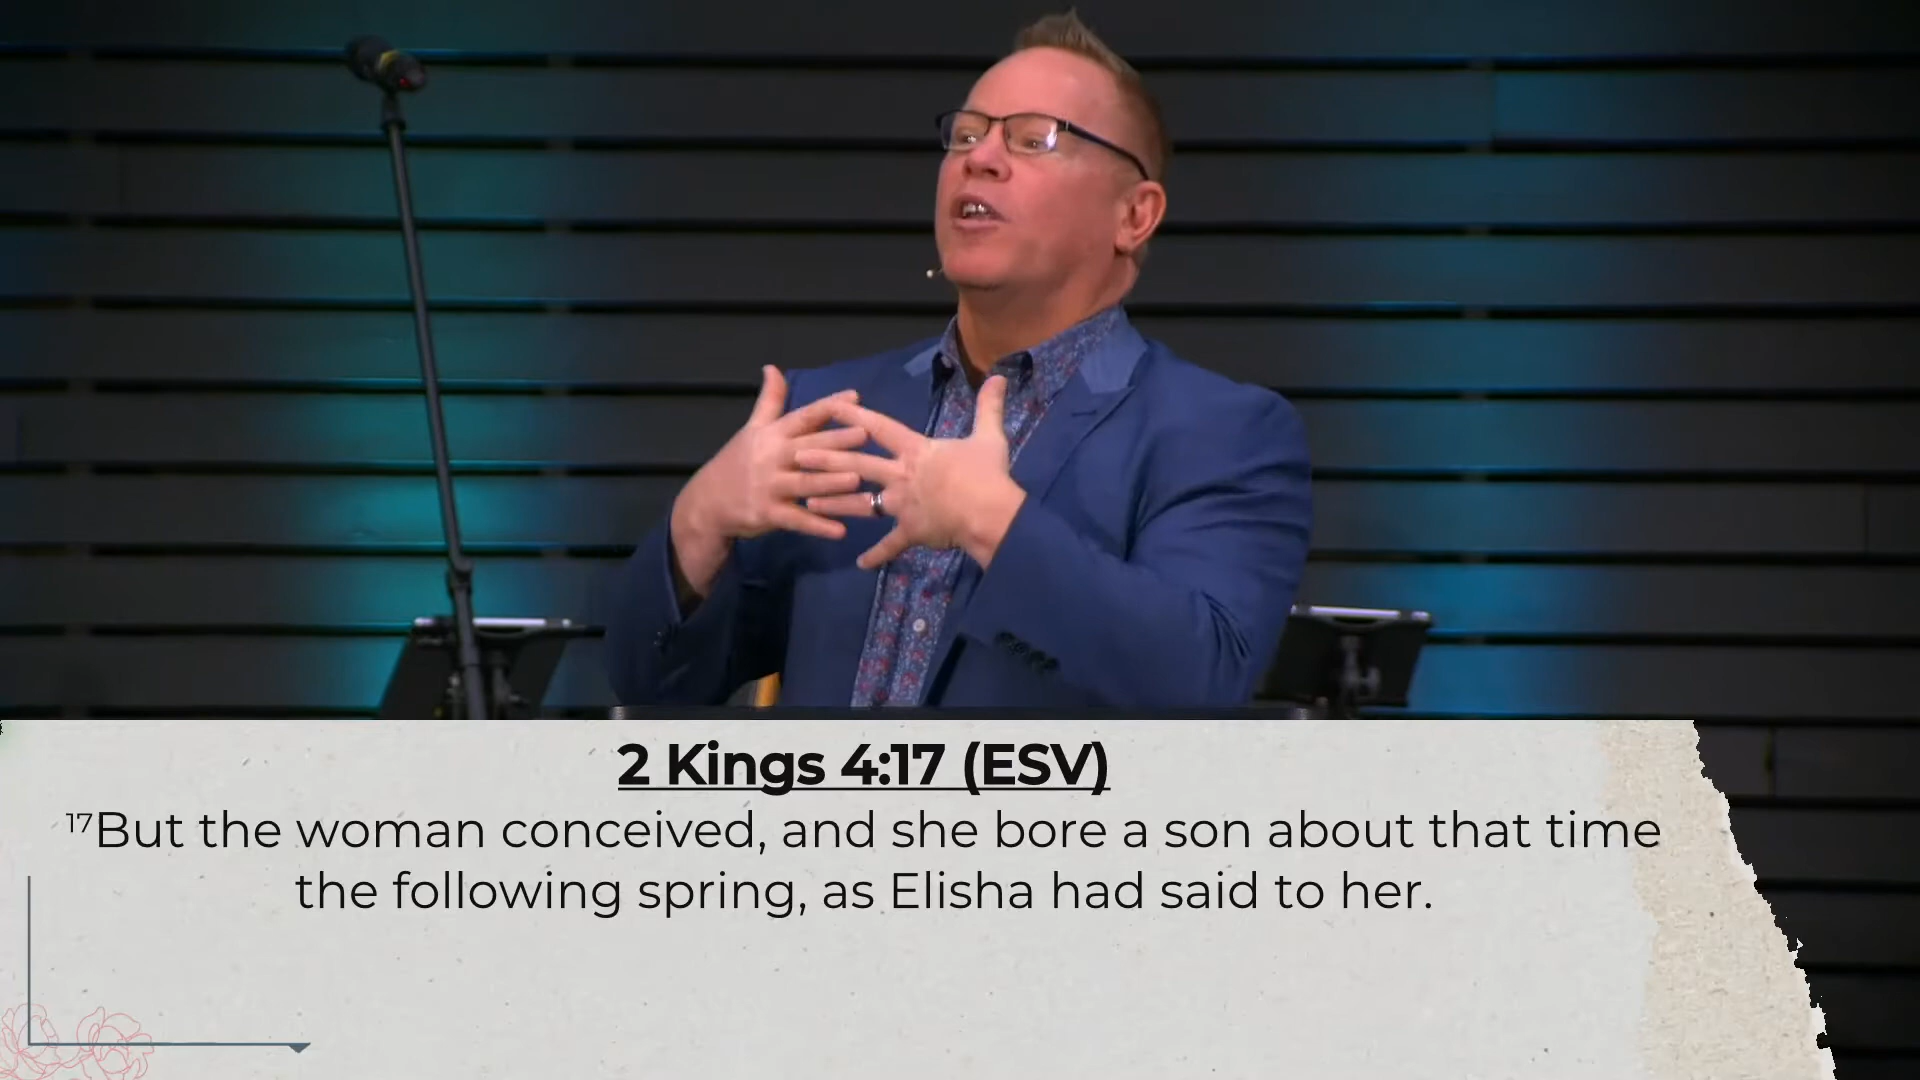 2 Kings 4:17 (ESV)
17But the woman conceived, and she bore a son about that time
the following spring, as Elisha had said to her.